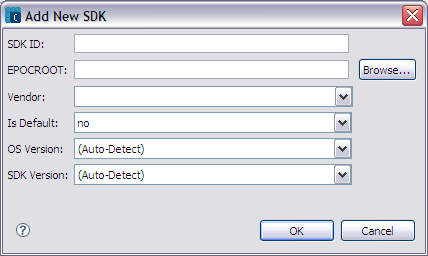 Add New SDK
SDK ID:
EPOCROOT:
Browse...
Vendor:
Is Default: no
OS Version: (Auto-Detect)
SDK Version: (Auto-Detect)
?
OK Cancel